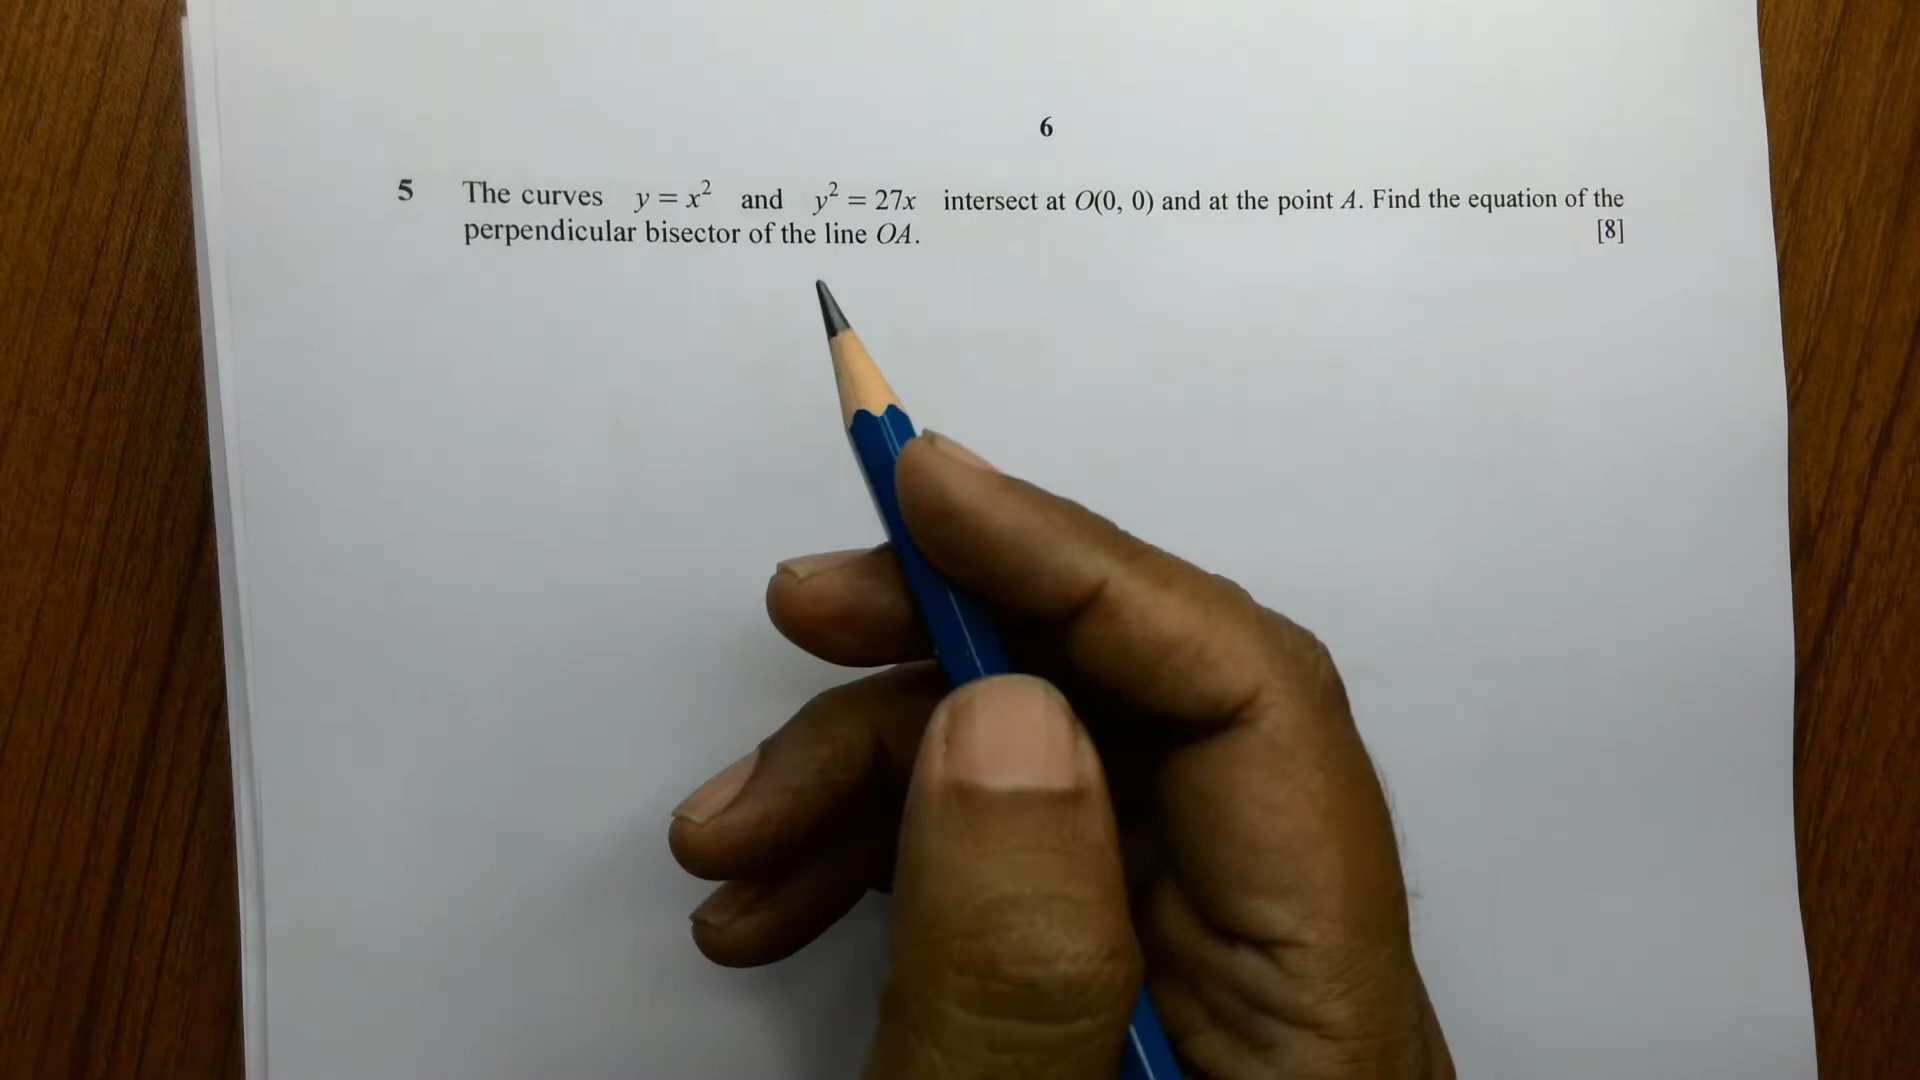 6
5 The curves y = x² and y² = 27x intersect at O(0, 0) and at the point A. Find the equation of the
perpendicular bisector of the line OA. [8]